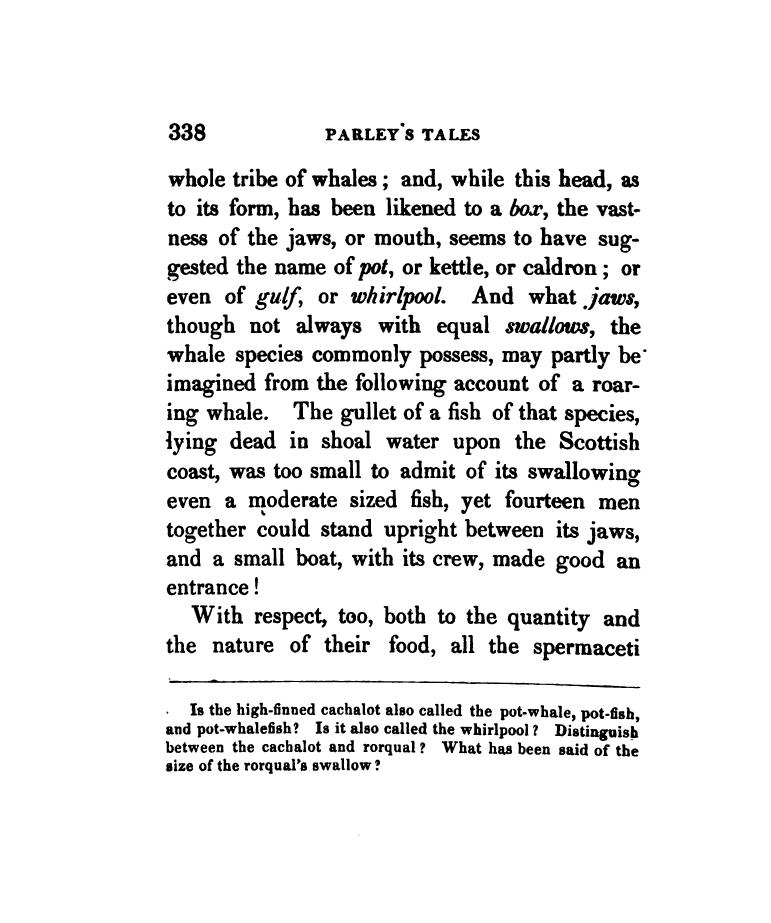 338 PARLEY'S TALES
whole tribe of whales; and, while this head, as
to its form, has been likened to a box, the vast-
ness of the jaws, or mouth, seems to have sug-
gested the name of pot, or kettle, or caldron; or
even of gulf, or whirlpool. And what jaws,
though not always with equal swallows, the
whale species commonly possess, may partly be
imagined from the following account of a roar-
ing whale. The gullet of a fish of that species,
lying dead in shoal water upon the Scottish
coast, was too small to admit of its swallowing
even a moderate sized fish, yet fourteen men
together could stand upright between its jaws,
and a small boat, with its crew, made good an
entrance!
With respect, too, both to the quantity and
the nature of their food, all the spermaceti
Is the high-finned cachalot also called the pot-whale, pot-fish,
and pot-whalefish? Is it also called the whirlpool? Distinguish
between the cachalot and rorqual? What has been said of the
size of the rorqual's swallow?